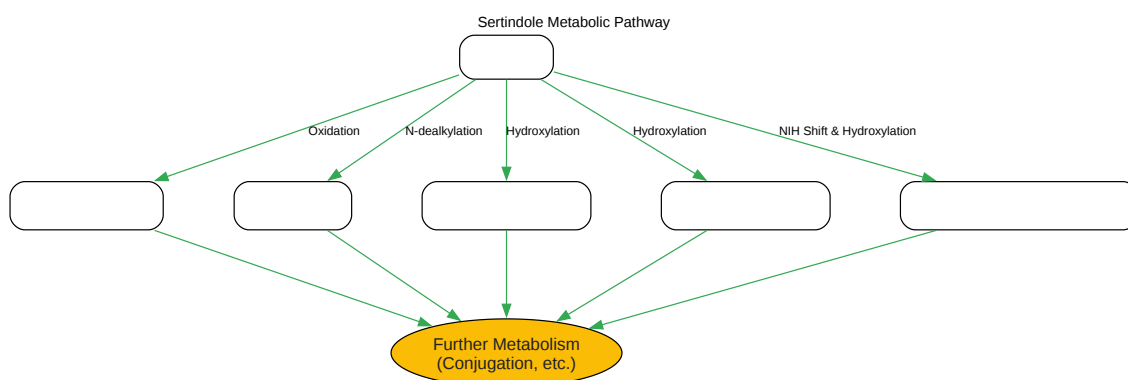 Sertindole Metabolic Pathway
Oxidation
N-dealkylation
Hydroxylation
Hydroxylation
NIH Shift & Hydroxylation
Further Metabolism
(Conjugation, etc.)